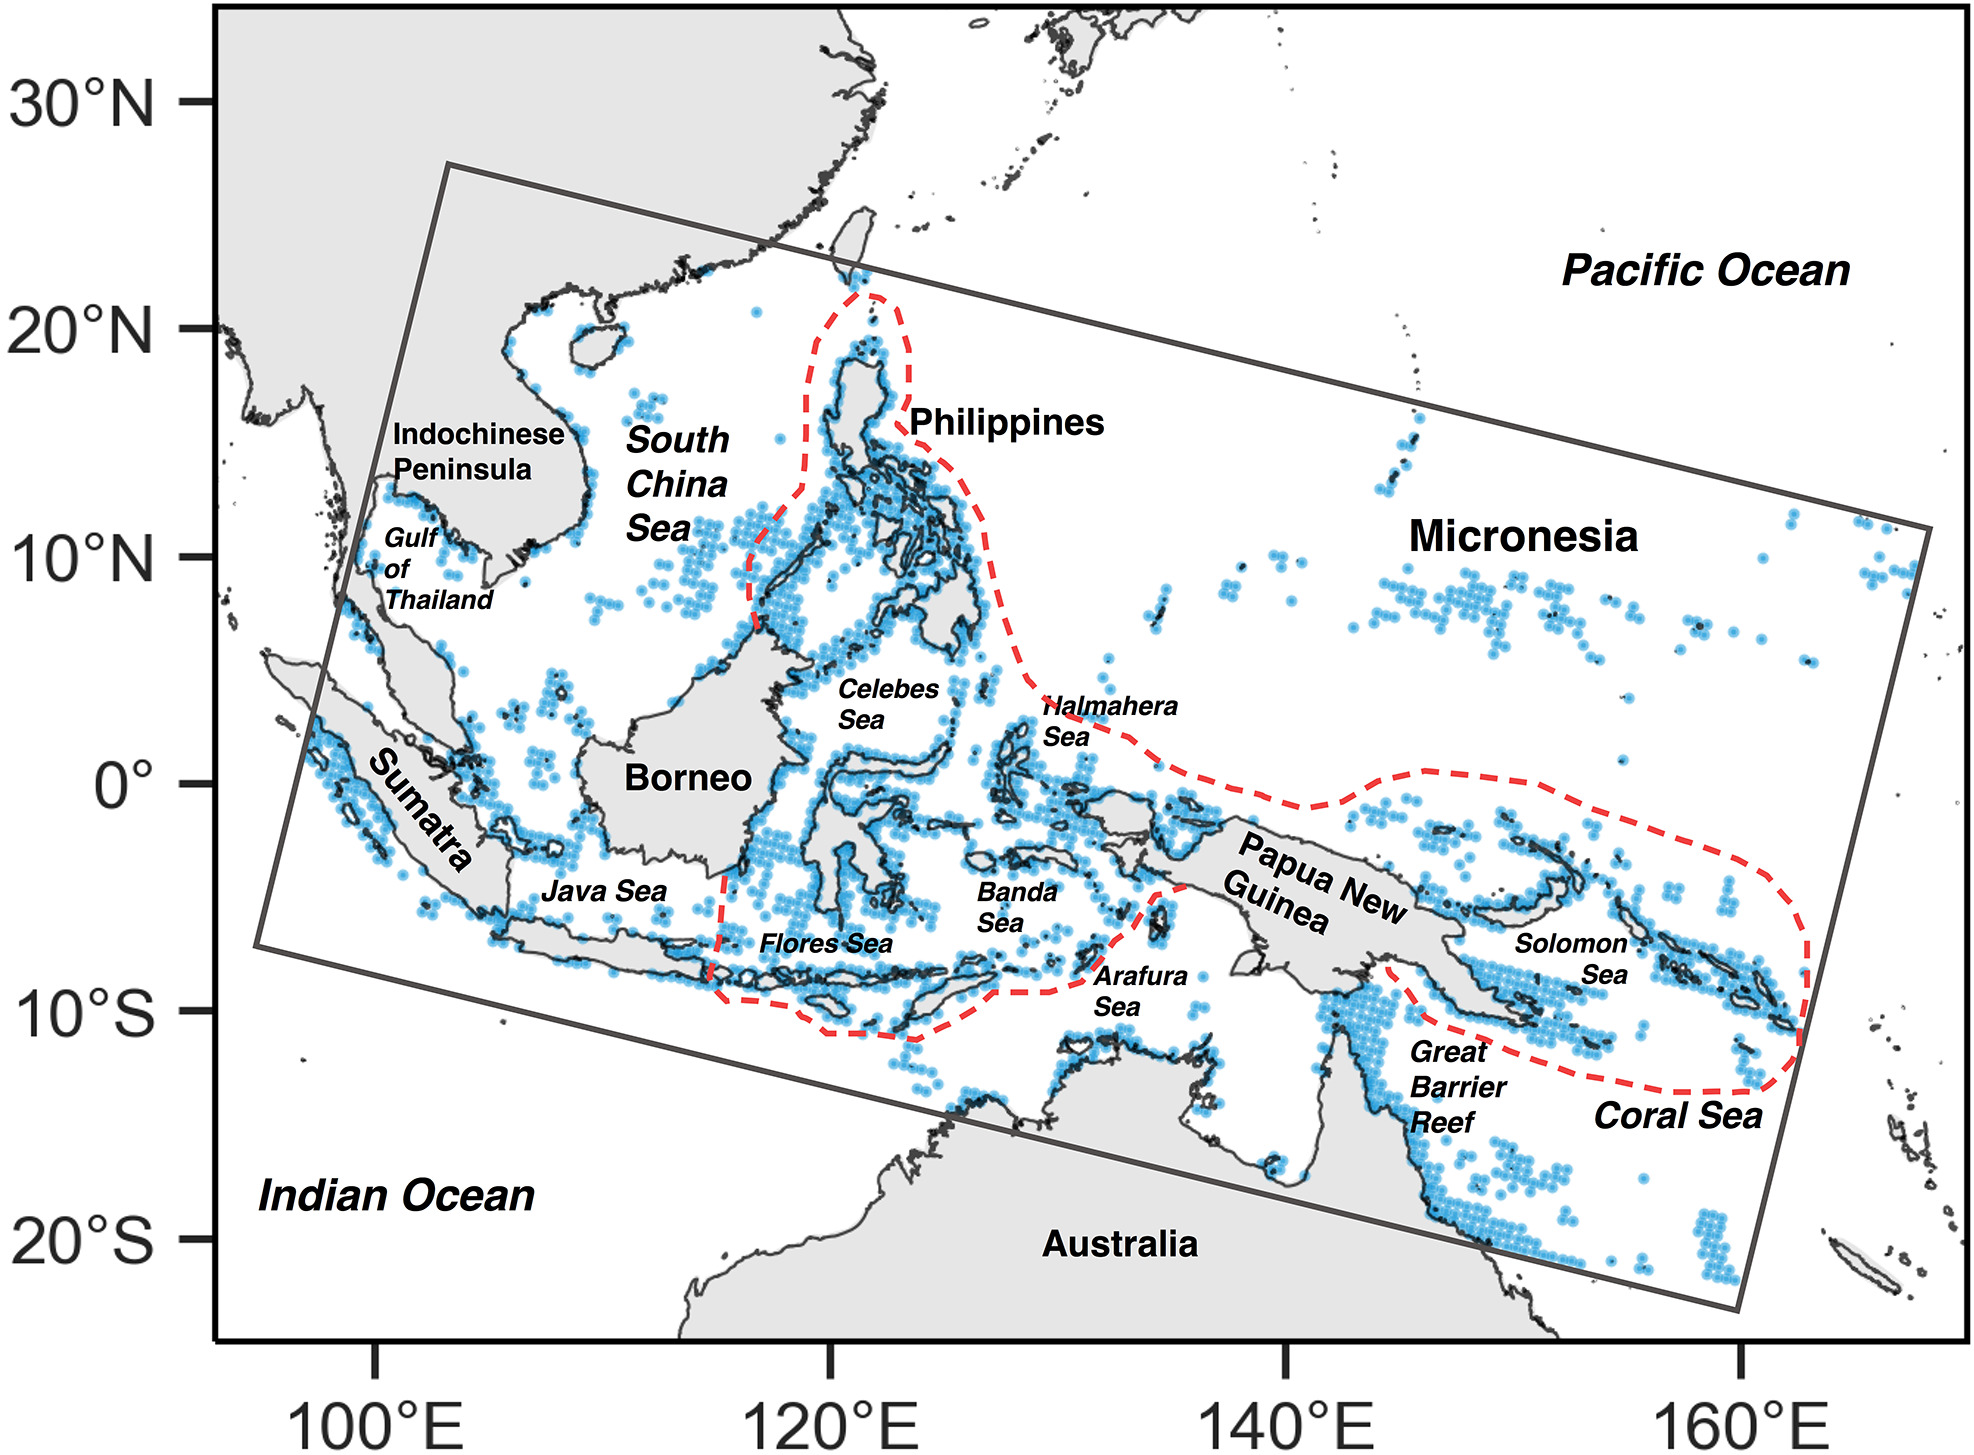 30°N
20°N
10°N
0°
10°S
20°S
100°E
120°E
140°E
160°E
Pacific Ocean
Philippines
Indochinese
Peninsula
South
China
Sea
Gulf
of
Thailand
Micronesia
Celebes
Sea
Halmahera
Sea
Sumatra
Borneo
Java Sea
Flores Sea
Banda
Sea
Papua New
Guinea
Solomon
Sea
Arafura
Sea
Great
Barrier
Reef
Coral Sea
Indian Ocean
Australia